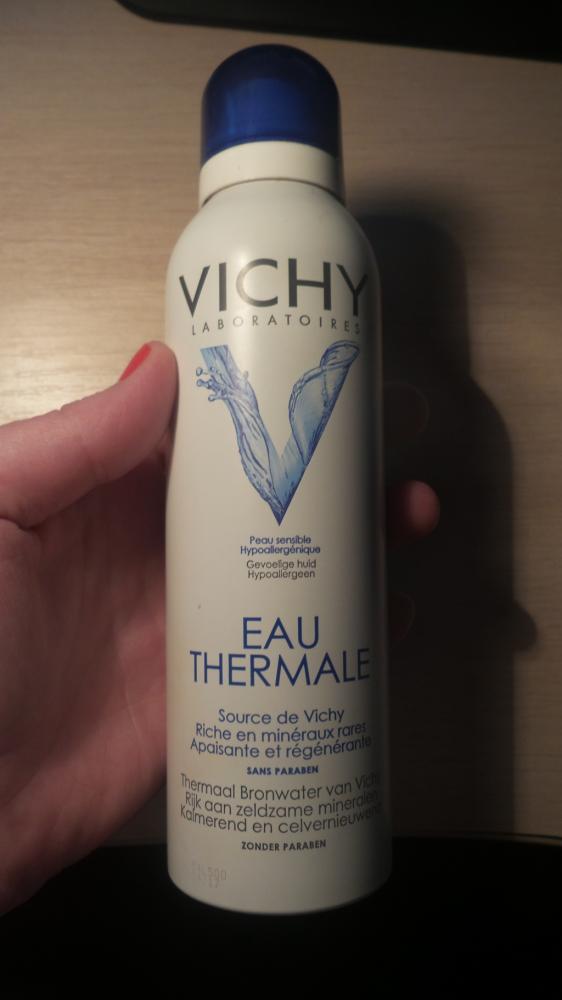 VICHY
LABORATOIRES
Peau sensible
Hypoallergénique
Gevoelige huid
Hypoallergeen
EAU
THERMALE
Source de Vichy
Riche en minéraux rares
Apaisante et régénérante
SANS PARABEN
Thermaal Bronwater van Vichy
Rijk aan zeldzame mineralen
Kalmerend en celvernieuwend
ZONDER PARABEN